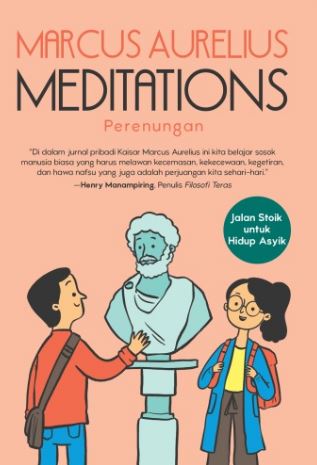 MARCUS AURELIUS
MEDITATIONS
Perenungan
"Di dalam jurnal pribadi Kaisar Marcus Aurelius ini kita belajar sosok
manusia biasa yang harus melawan kecemasan, kekecewaan, kegetiran,
dan hawa nafsu yang juga adalah perjuangan kita sehari-hari."
—Henry Manampiring, Penulis Filosofi Teras
Jalan Stoik
untuk
Hidup Asyik